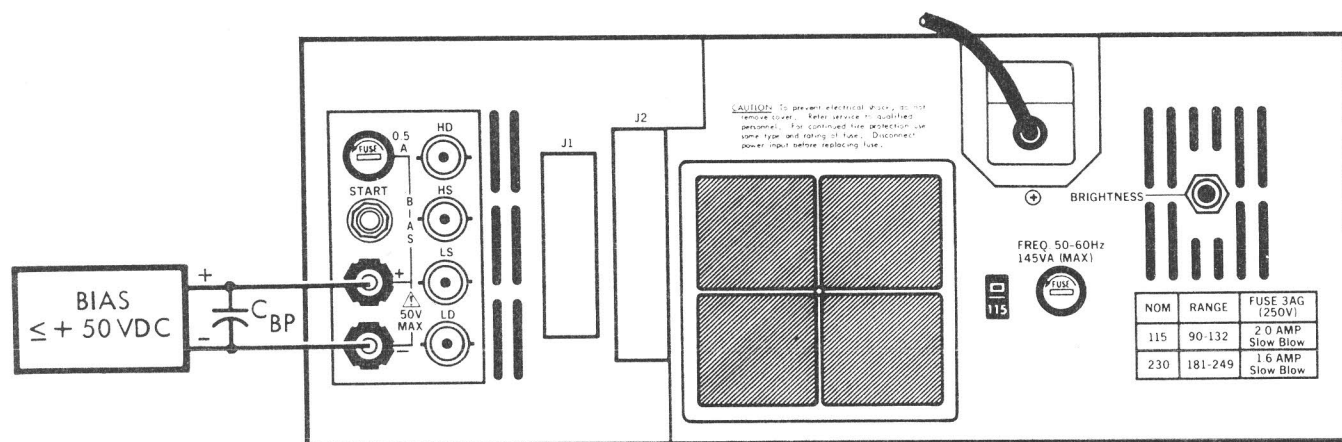 BIAS
≤ + 50 VDC
+
-
C BP
FUSE
0.5
A
START
BIAS
+
⚠
50V
MAX
-
HD
HS
LS
LD
J1
J2
CAUTION To prevent electrical shock, do not
remove cover. Refer service to qualified
personnel. For continued fire protection use
same type and rating of fuse. Disconnect
power input before replacing fuse.
BRIGHTNESS
FREQ. 50-60Hz
145VA (MAX)
115
FUSE
NOM RANGE FUSE 3AG (250V)
115 90-132 2.0 AMP Slow Blow
230 181-249 1.6 AMP Slow Blow